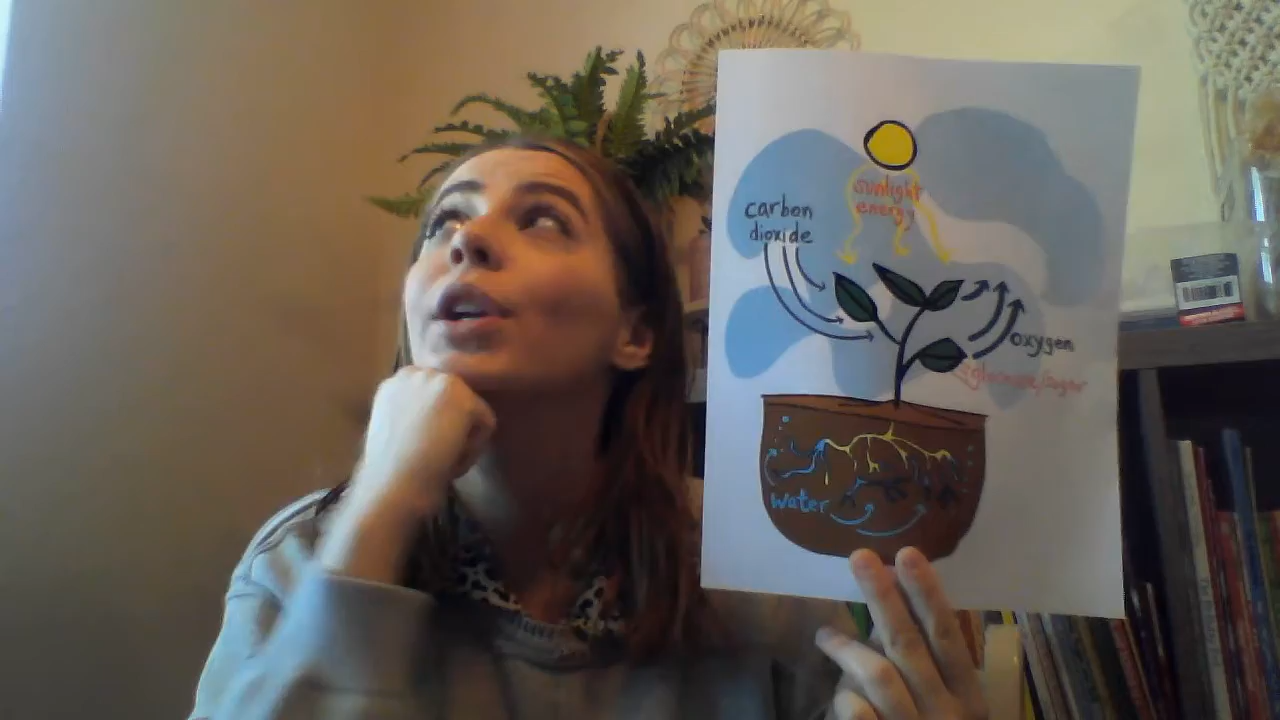 sunlight
energy
carbon
dioxide
oxygen
glucose/sugar
water